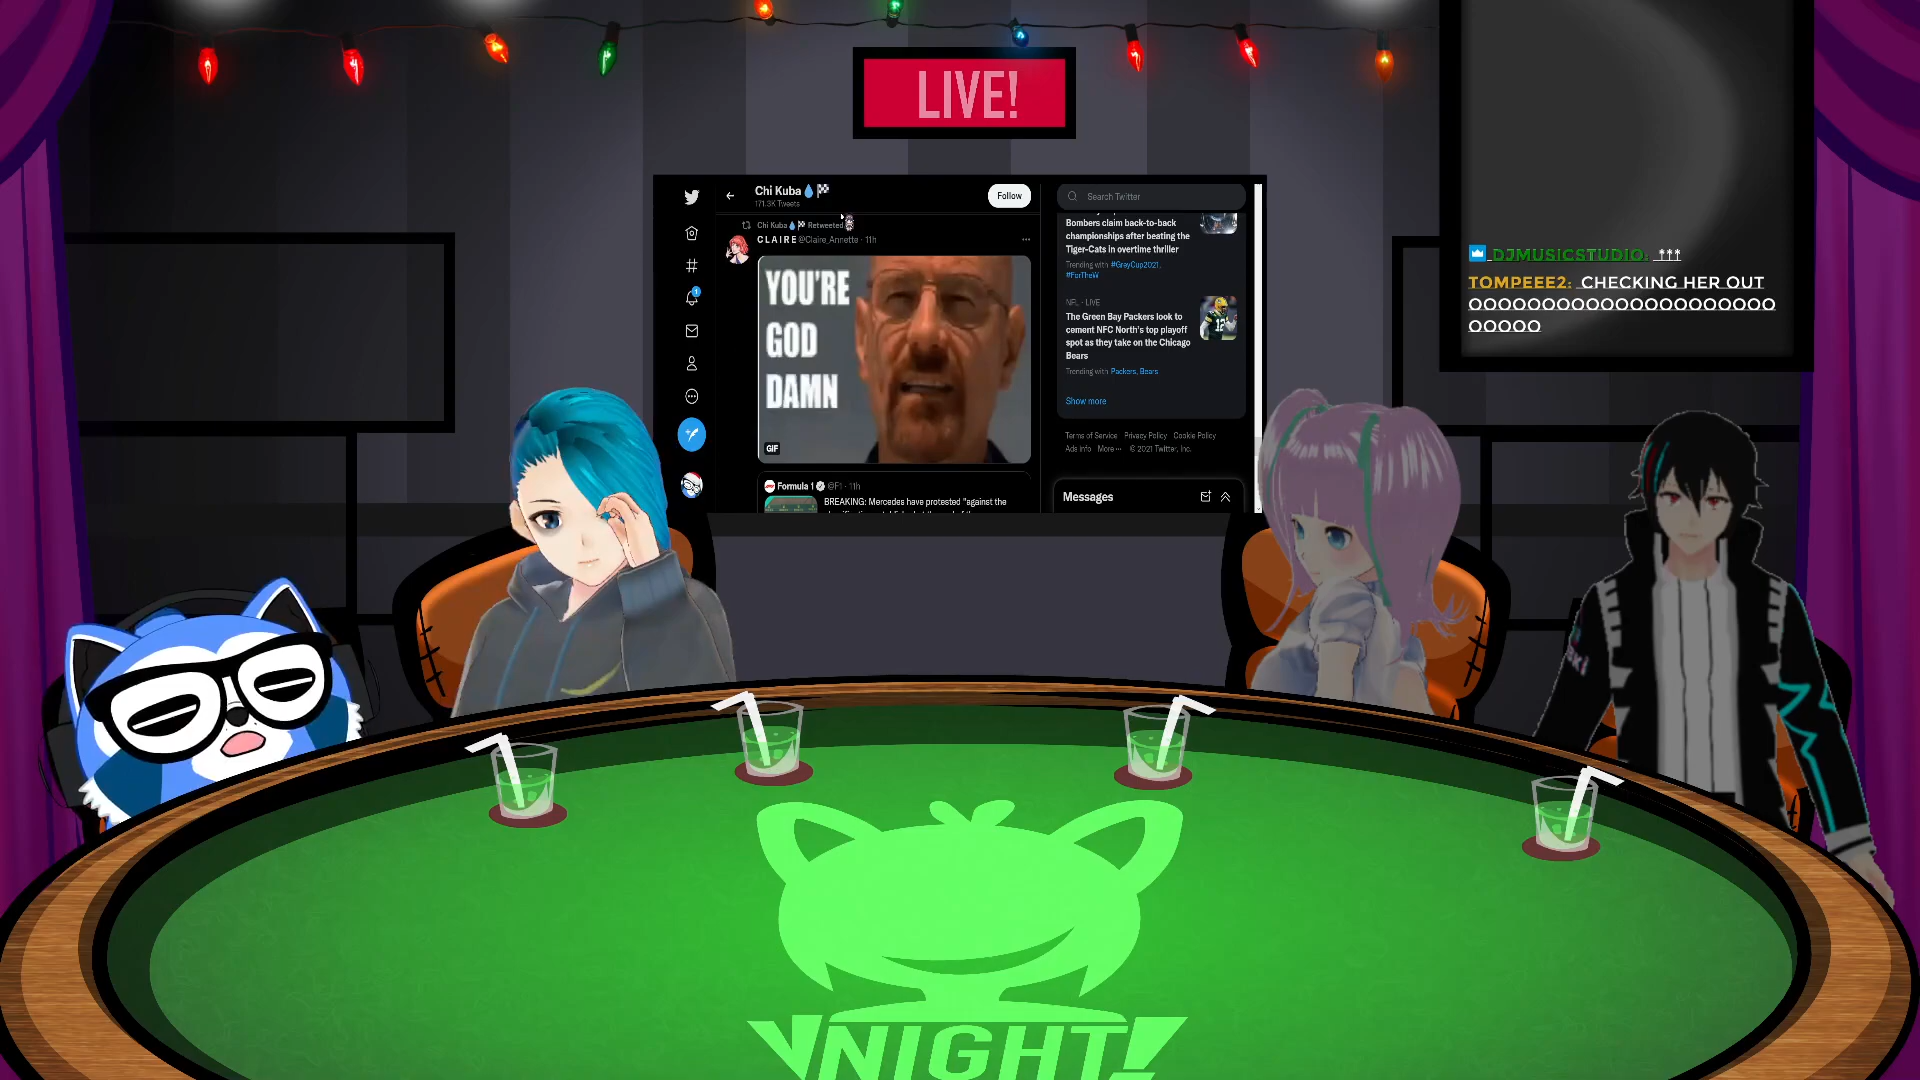 LIVE!
Chi Kuba
171.3K Tweets
Follow
Search Twitter
Chi Kuba Retweeted
CLAIRE @Claire_Annette · 11h
YOU'RE
GOD
DAMN
GIF
Formula 1 @F1 · 11h
BREAKING: Mercedes have protested "against the
Bombers claim back-to-back
championships after beating the
Tiger-Cats in overtime thriller
Trending with #GreyCup2021,
#ForTheW
NFL · LIVE
The Green Bay Packers look to
cement NFC North's top playoff
spot as they take on the Chicago
Bears
Trending with Packers, Bears
Show more
Terms of Service Privacy Policy Cookie Policy
Ads info More ··· © 2021 Twitter, Inc.
Messages
DJMUSICSTUDIO: ***
TOMPEEE2: CHECKING HER OUT
OOOOOOOOOOOOOOOOOOOOO
OOOOO
VNIGHT!